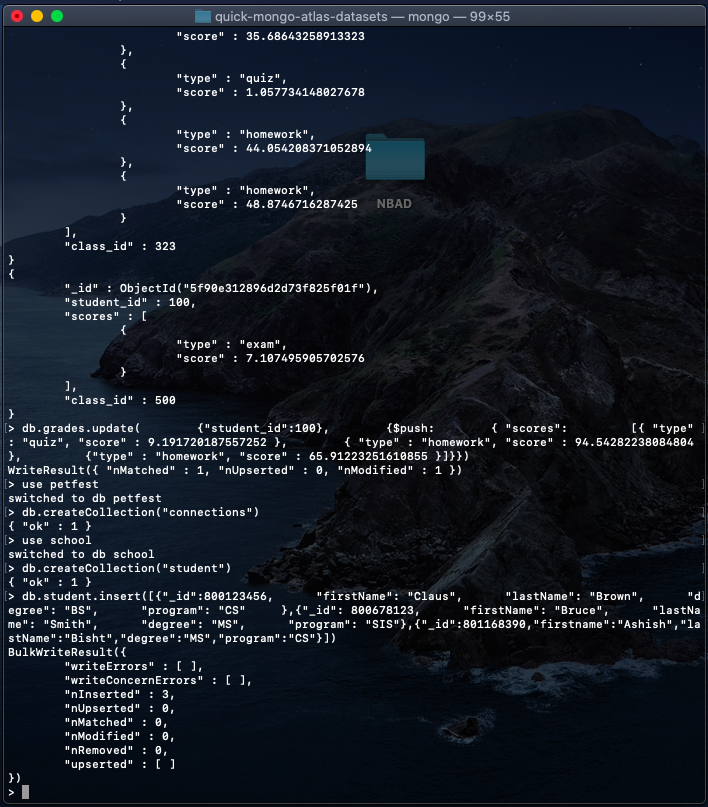 quick-mongo-atlas-datasets — mongo — 99×55
"score" : 35.68643258913323
},
{
"type" : "quiz",
"score" : 1.057734148027678
},
{
"type" : "homework",
"score" : 44.054208371052894
},
{
"type" : "homework",
"score" : 48.8746716287425
}
],
"class_id" : 323
}
{
"_id" : ObjectId("5f90e312896d2d73f825f01f"),
"student_id" : 100,
"scores" : [
{
"type" : "exam",
"score" : 7.107495905702576
}
],
"class_id" : 500
}
[> db.grades.update(       {"student_id":100},        {$push:        { "scores":         [{ "type" ]
: "quiz", "score" : 9.191720187557252 },        { "type" : "homework", "score" : 94.54282238084804
},         {"type" : "homework", "score" : 65.91223251610855 }]}})
WriteResult({ "nMatched" : 1, "nUpserted" : 0, "nModified" : 1 })
[> use petfest ]
switched to db petfest
[> db.createCollection("connections") ]
{ "ok" : 1 }
[> use school ]
switched to db school
[> db.createCollection("student") ]
{ "ok" : 1 }
[> db.student.insert([{"_id":800123456,      "firstName": "Claus",      "lastName": "Brown",     "d]
egree": "BS",      "program": "CS"     },{"_id": 800678123,      "firstName": "Bruce",      "lastNa
me": "Smith",      "degree": "MS",      "program": "SIS"},{"_id":801168390,"firstname":"Ashish","la
stName":"Bisht","degree":"MS","program":"CS"}])
BulkWriteResult({
"writeErrors" : [ ],
"writeConcernErrors" : [ ],
"nInserted" : 3,
"nUpserted" : 0,
"nMatched" : 0,
"nModified" : 0,
"nRemoved" : 0,
"upserted" : [ ]
})
>
NBAD